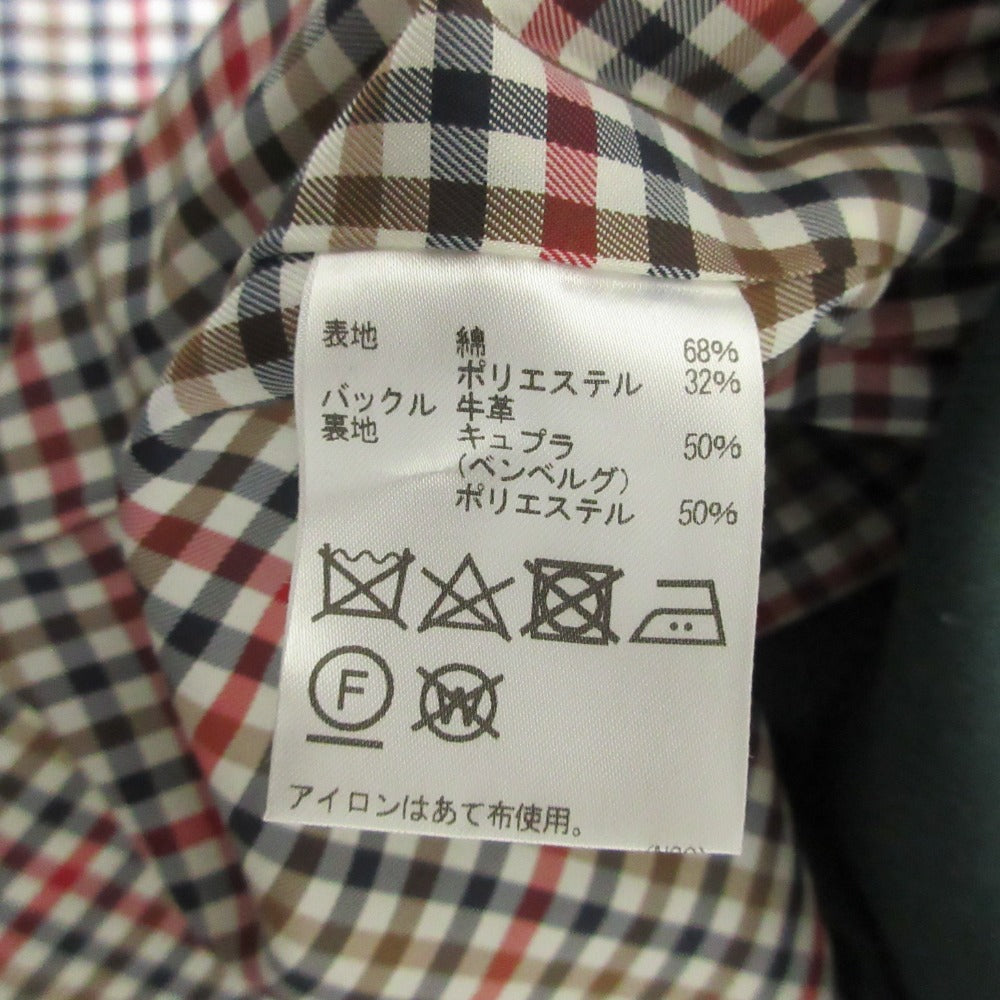 表地 綿 68%
ポリエステル 32%
バックル 牛革
裏地 キュプラ 50%
(ベンベルグ)
ポリエステル 50%
F
W
アイロンはあて布使用。